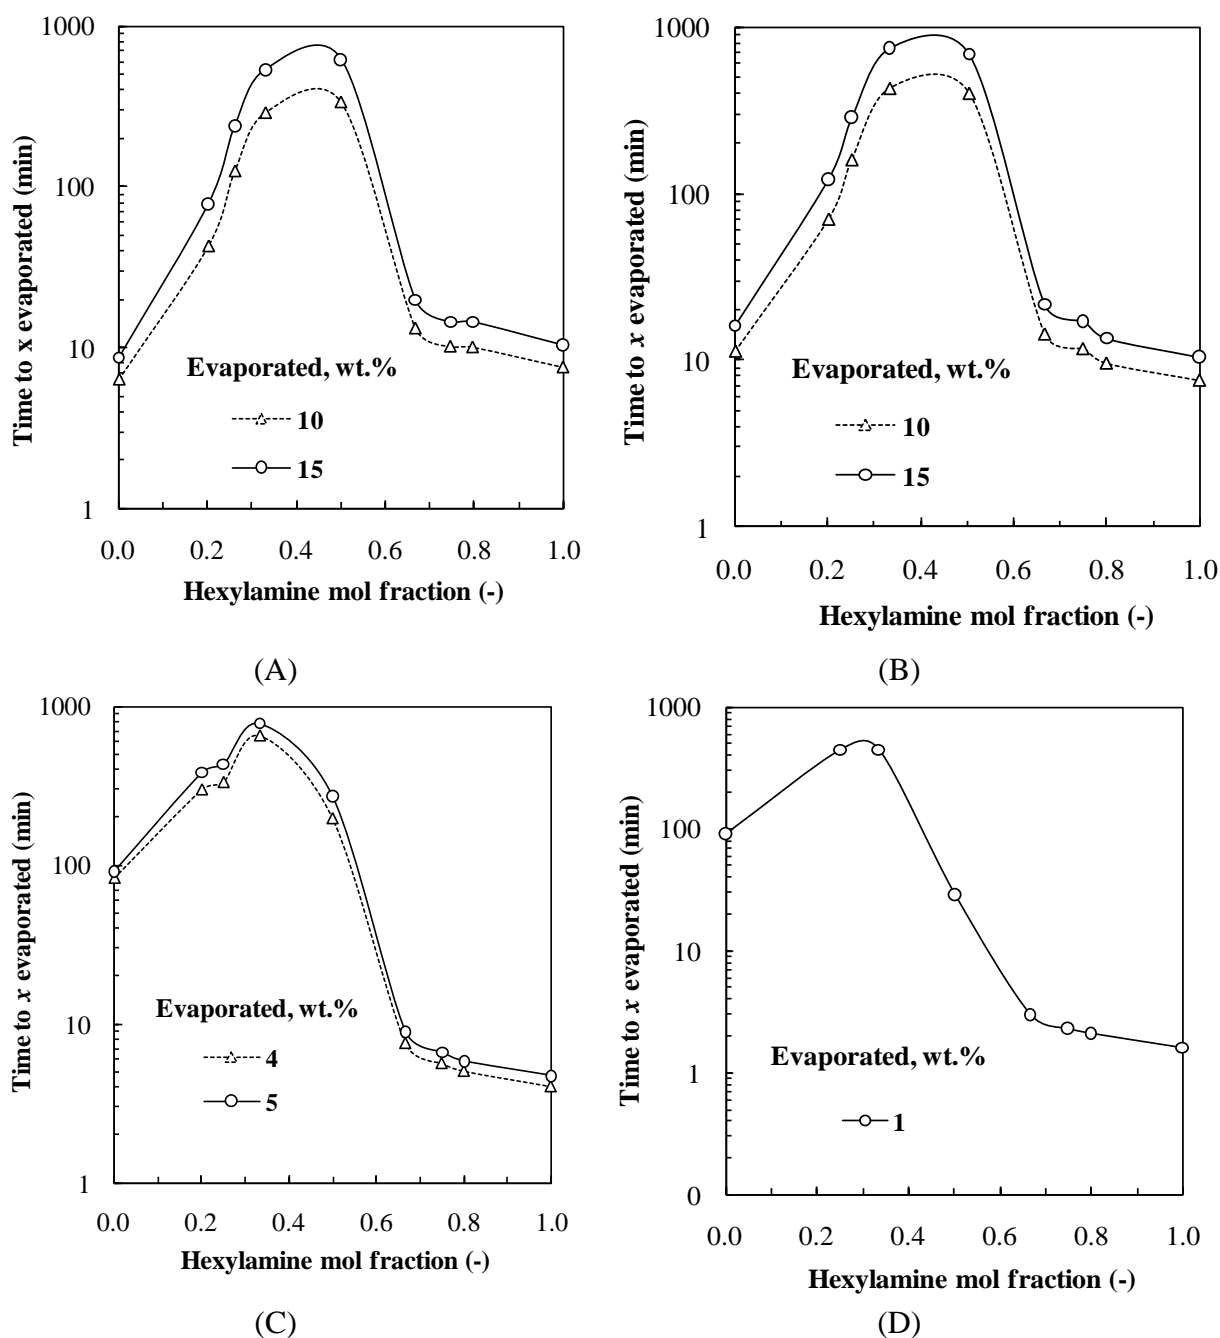 1000
100
10
1
Time to x evaporated (min)
Evaporated, wt.%
10
15
0.0 0.2 0.4 0.6 0.8 1.0
Hexylamine mol fraction (-)
(A)
1000
100
10
1
Time to x evaporated (min)
Evaporated, wt.%
10
15
0.0 0.2 0.4 0.6 0.8 1.0
Hexylamine mol fraction (-)
(B)
1000
100
10
1
Time to x evaporated (min)
Evaporated, wt.%
4
5
0.0 0.2 0.4 0.6 0.8 1.0
Hexylamine mol fraction (-)
(C)
1000
100
10
1
0
Time to x evaporated (min)
Evaporated, wt.%
1
0.0 0.2 0.4 0.6 0.8 1.0
Hexylamine mol fraction (-)
(D)